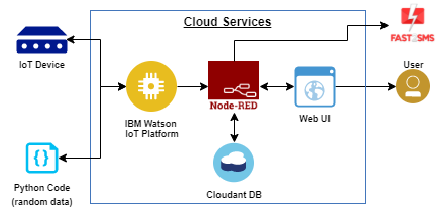 Cloud Services
FAST2SMS
IoT Device
IBM Watson
IoT Platform
Node-RED
Web UI
User
Python Code
(random data)
Cloudant DB